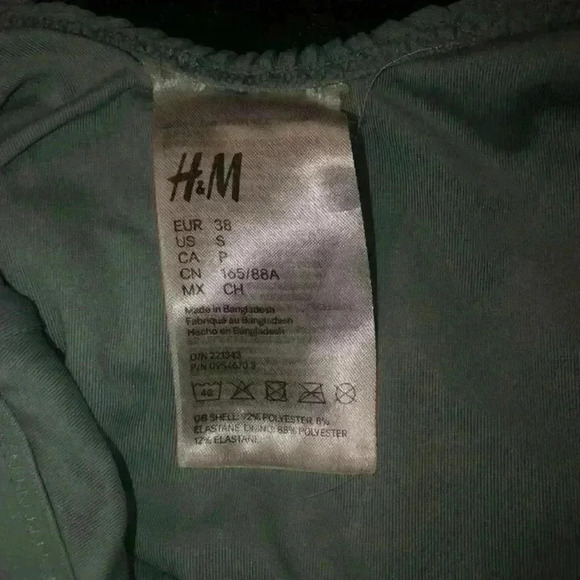 H&M
EUR 38
US S
CA P
CN 165/88A
MX CH
Made in Bangladesh
Fabriqué au Bangladesh
Hecho en Bangladesh
O/N 221343
P/N
40
GB SHELL: 92% POLYESTER, 8%
ELASTANE. LINING: 88% POLYESTER
12% ELASTANE.